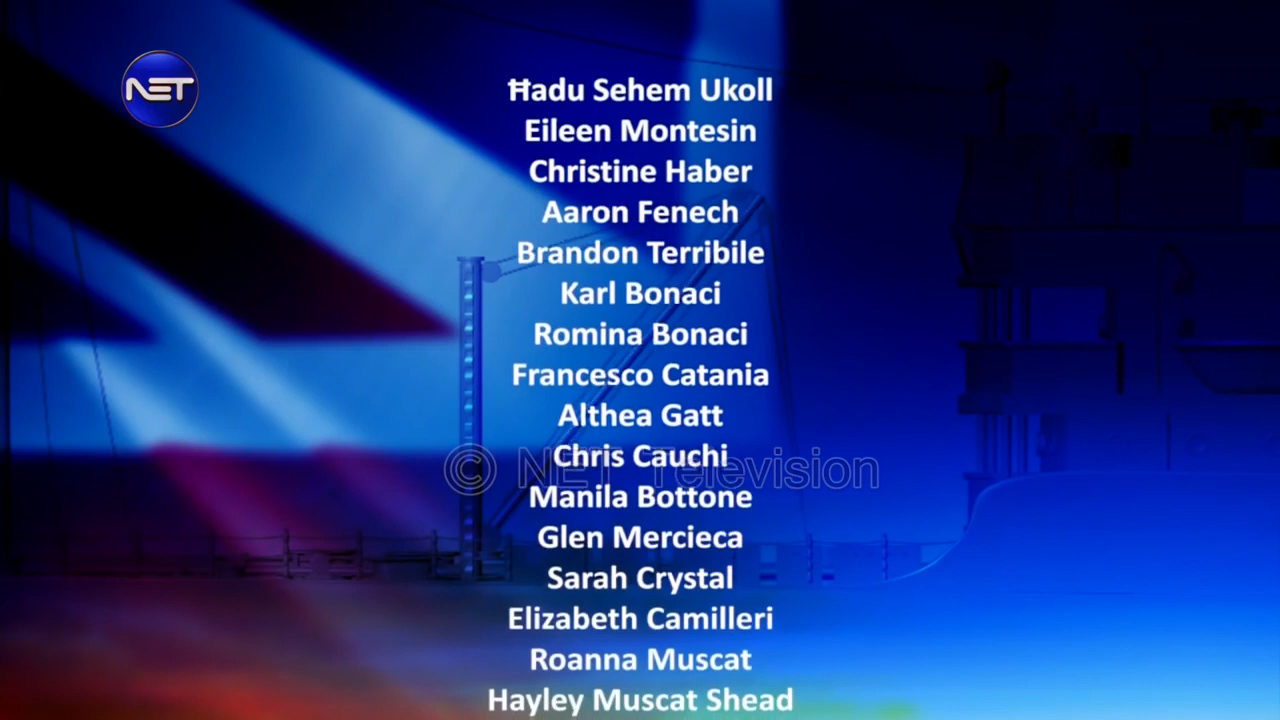 NET
Ħadu Sehem Ukoll
Eileen Montesin
Christine Haber
Aaron Fenech
Brandon Terribile
Karl Bonaci
Romina Bonaci
Francesco Catania
Althea Gatt
Chris Cauchi
© NET Television
Manila Bottone
Glen Mercieca
Sarah Crystal
Elizabeth Camilleri
Roanna Muscat
Hayley Muscat Shead